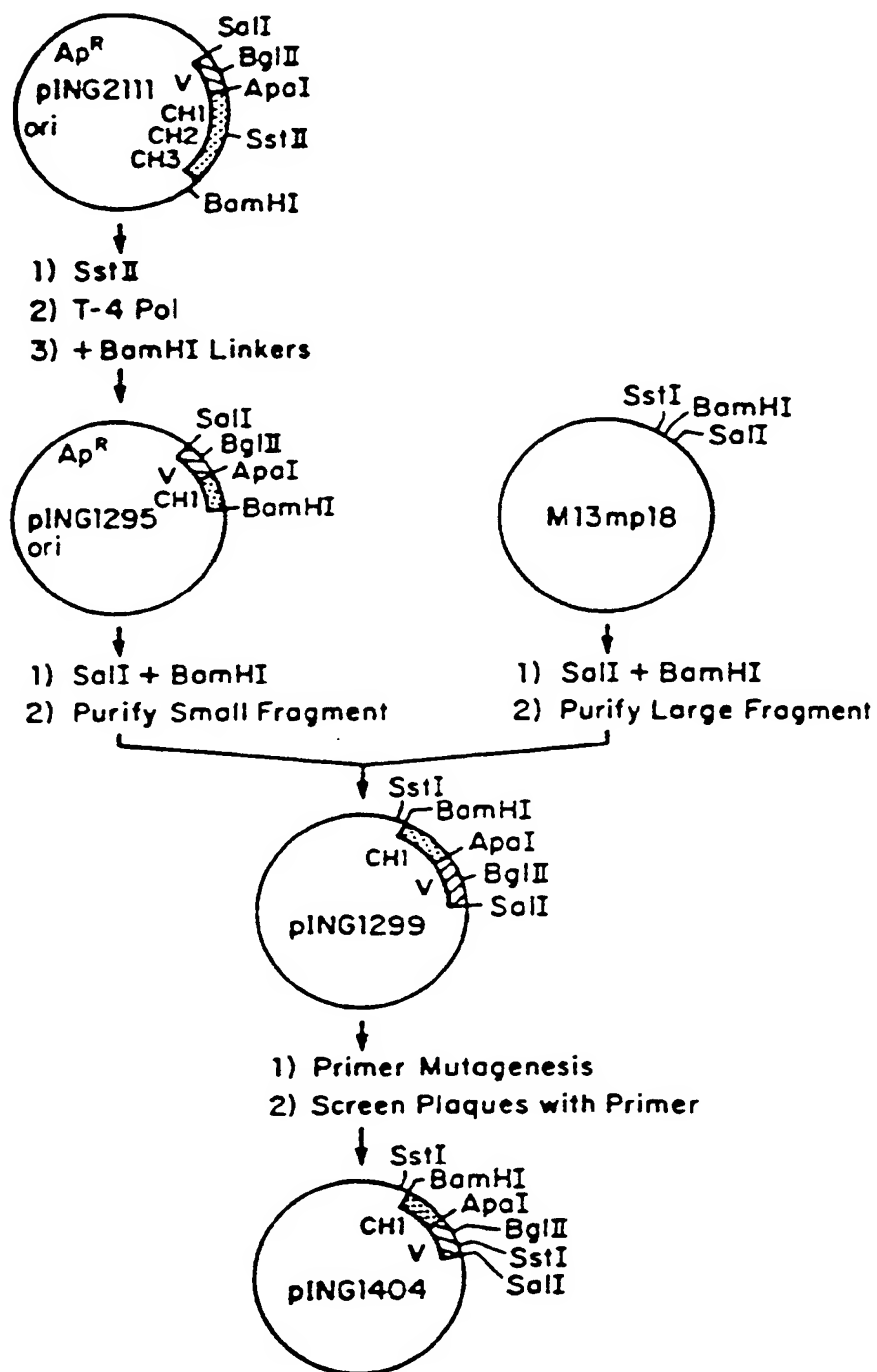 SalI
ApR
BglII
V
ApaI
pING2111
CH1
ori
CH2
SstII
CH3
BamHI
1) SstII
2) T-4 Pol
3) +BamHI Linkers
SalI
ApR
BglII
V
ApaI
CH1
BamHI
pING1295
ori
SstI
BamHI
SalI
M13mp18
1) SalI + BamHI
2) Purify Small Fragment
1) SalI + BamHI
2) Purify Large Fragment
SstI
BamHI
ApaI
CH1
BglII
V
SalI
pING1299
1) Primer Mutagenesis
2) Screen Plaques with Primer
SstI
BamHI
ApaI
CH1
BglII
V
SstI
SalI
pING1404